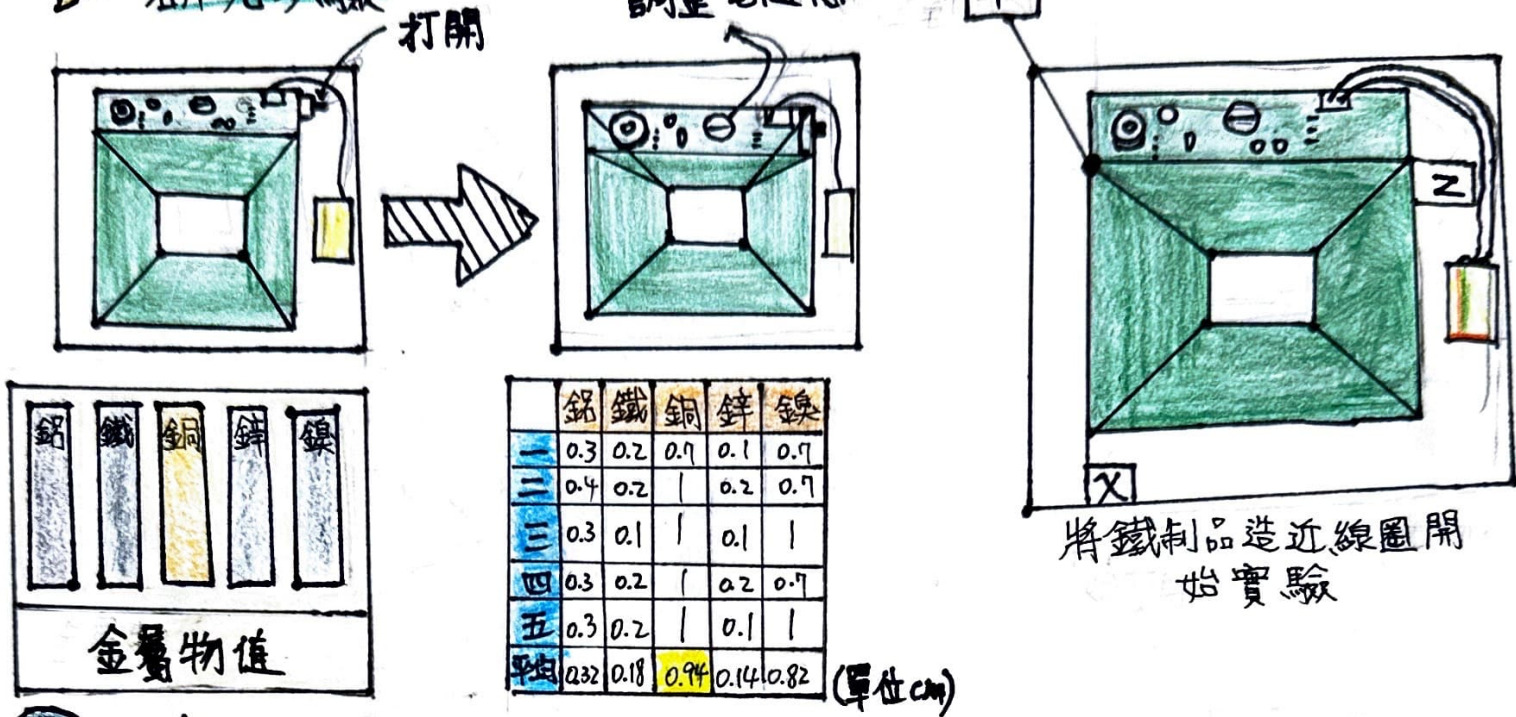 打開
調整
Z
X
將鐵制品造近線圈開
始實驗
鋁 鐵 銅 鋅 鎳
金屬物值
鋁 鐵 銅 鋅 鎳
一 0.3 0.2 0.7 0.1 0.7
二 0.4 0.2 1 0.2 0.7
三 0.3 0.1 1 0.1 1
四 0.3 0.2 1 0.2 0.7
五 0.3 0.2 1 0.1 1
平均 0.32 0.18 0.94 0.14 0.82
(單位cm)